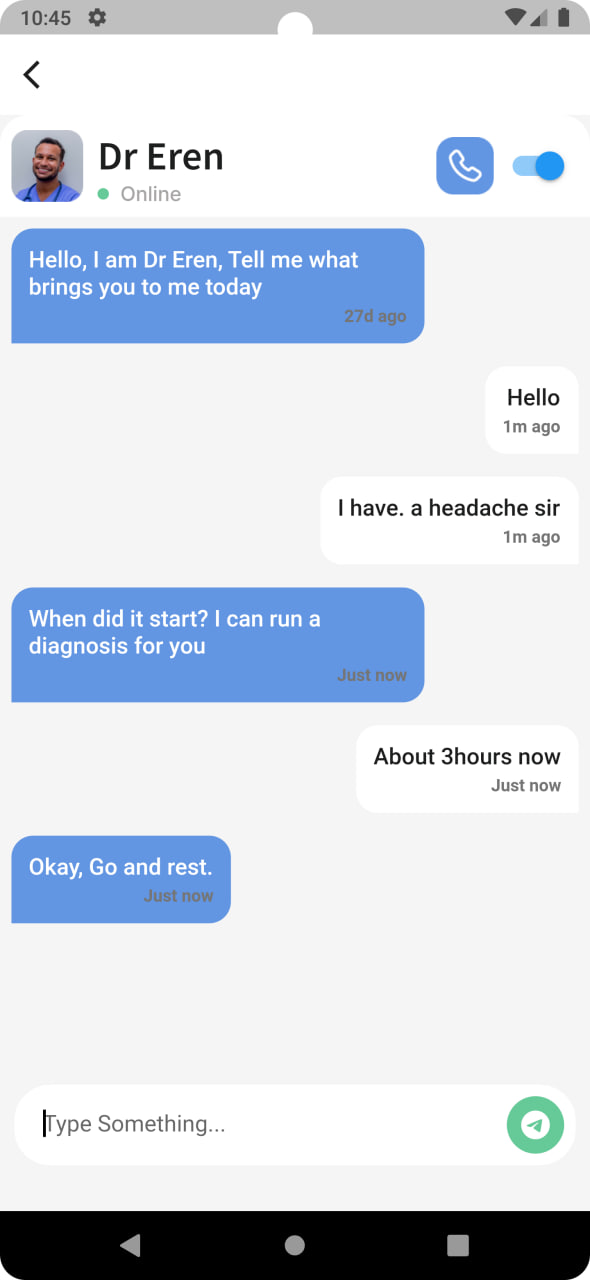 10:45
Dr Eren
Online
Hello, I am Dr Eren, Tell me what
brings you to me today
27d ago
Hello
1m ago
I have. a headache sir
1m ago
When did it start? I can run a
diagnosis for you
Just now
About 3hours now
Just now
Okay, Go and rest.
Just now
Type Something...